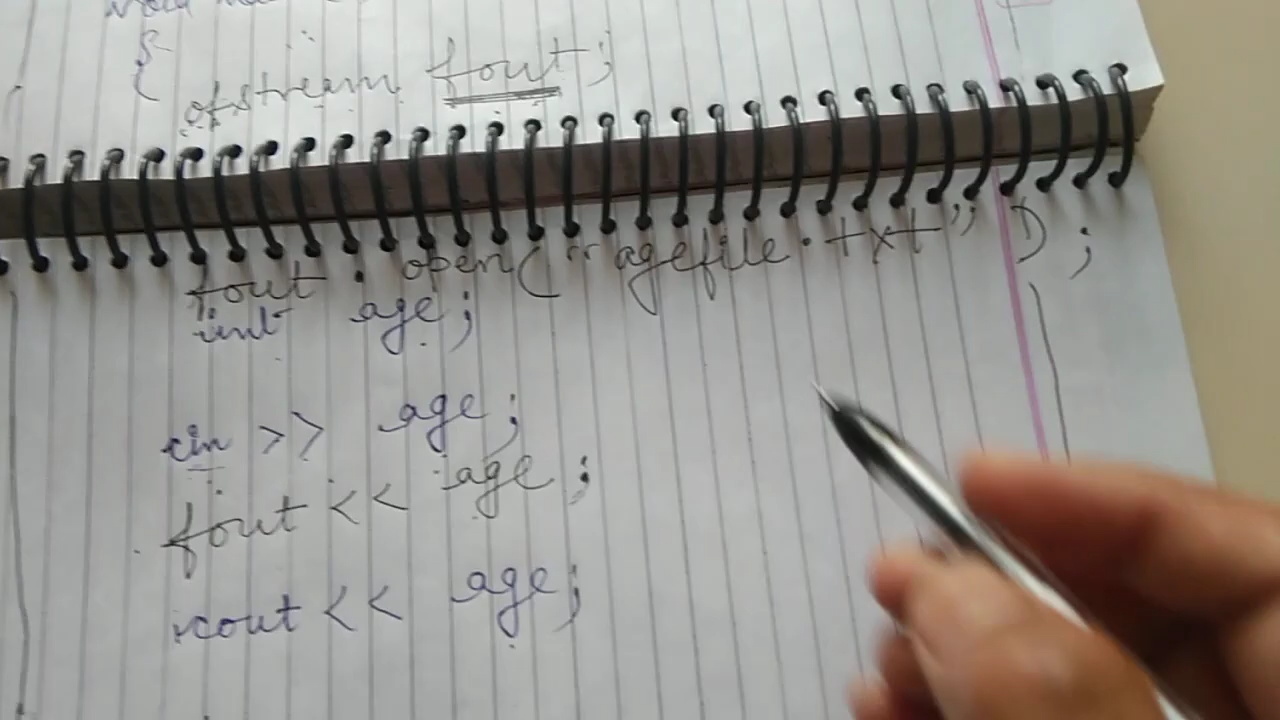 {
ofstream fout;
fout . open("agefile.txt");
int age;
cin >> age;
fout << age;
cout << age;